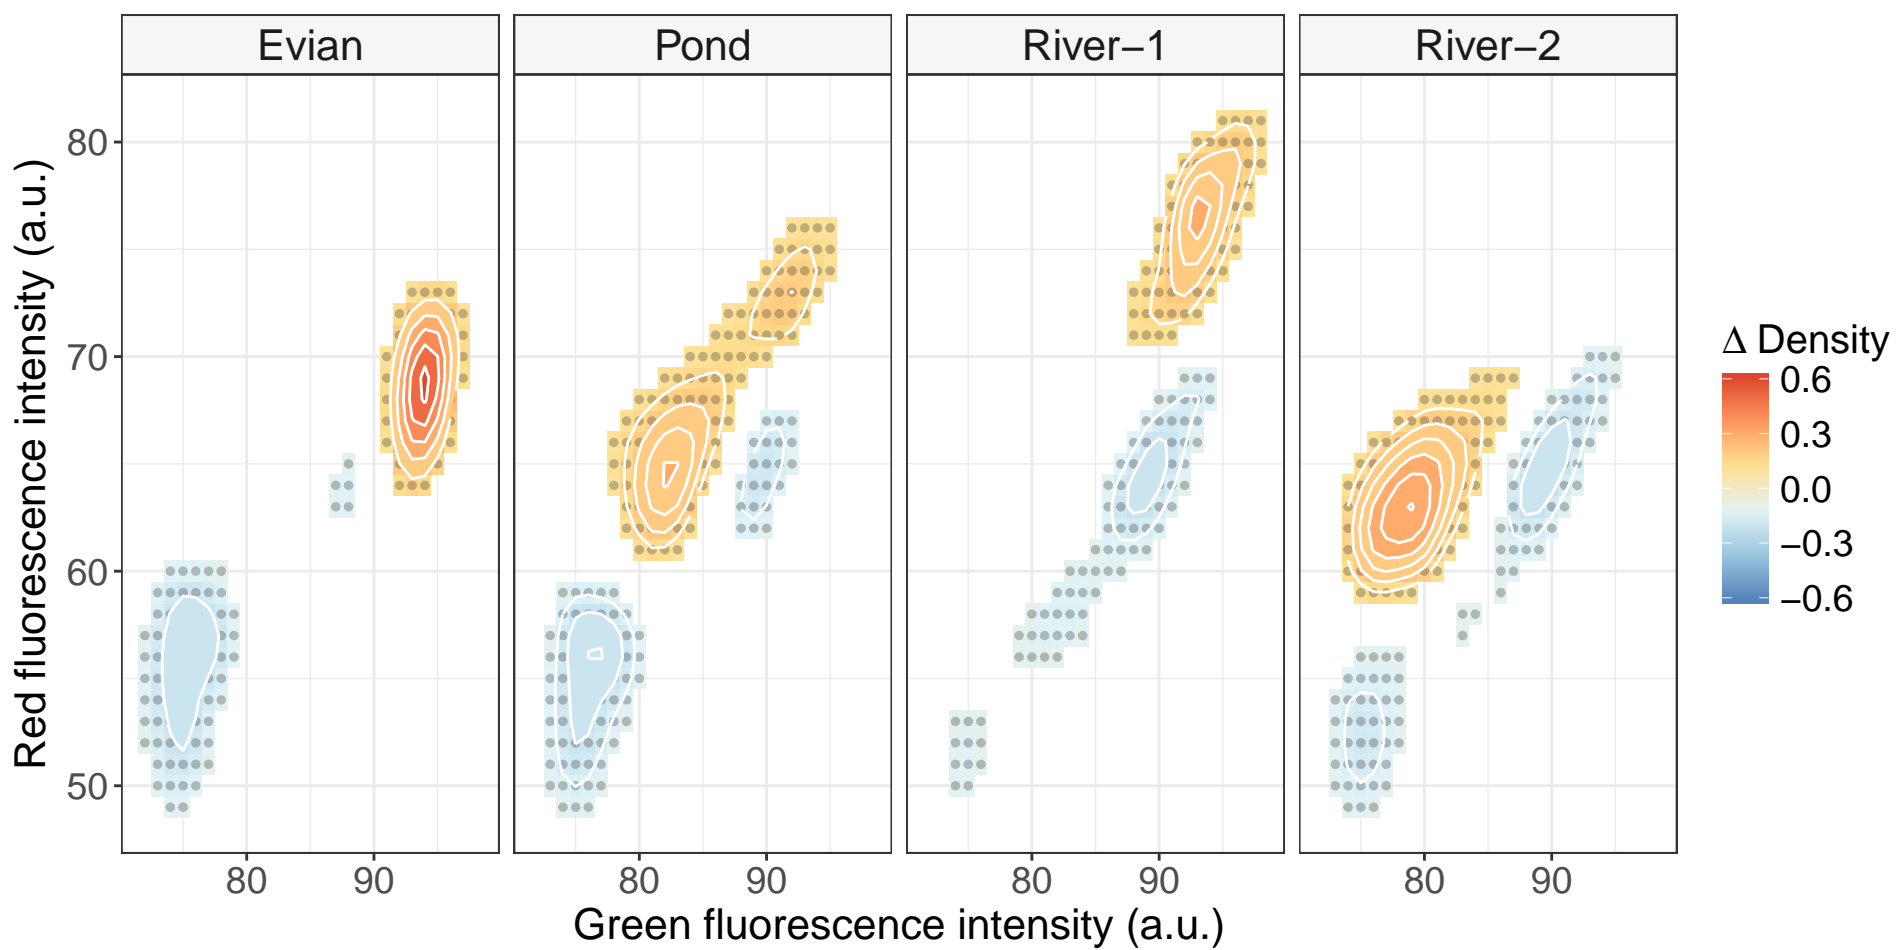 Evian Pond River−1 River−2
Red fluorescence intensity (a.u.)
80
70
60
50
80 90 80 90 80 90 80 90
Green fluorescence intensity (a.u.)
Δ Density
0.6
0.3
0.0
−0.3
−0.6